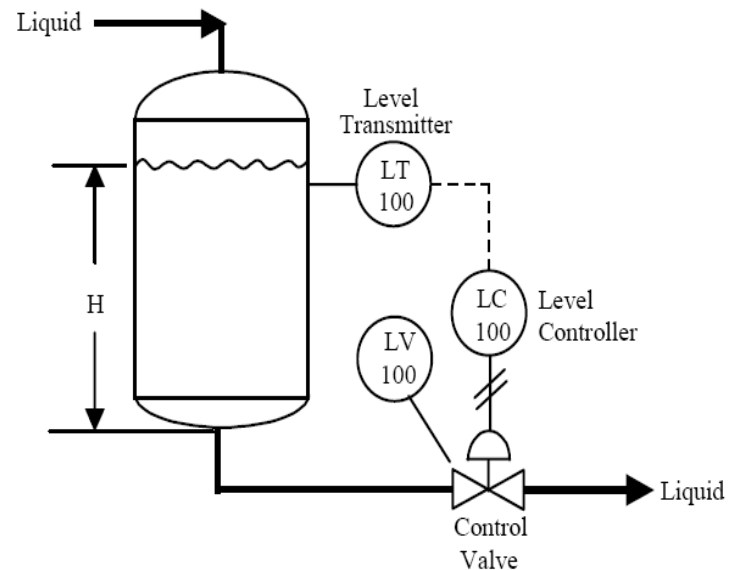 Liquid
Level
Transmitter
LT
100
H
LC
100
Level
Controller
LV
100
Liquid
Control
Valve